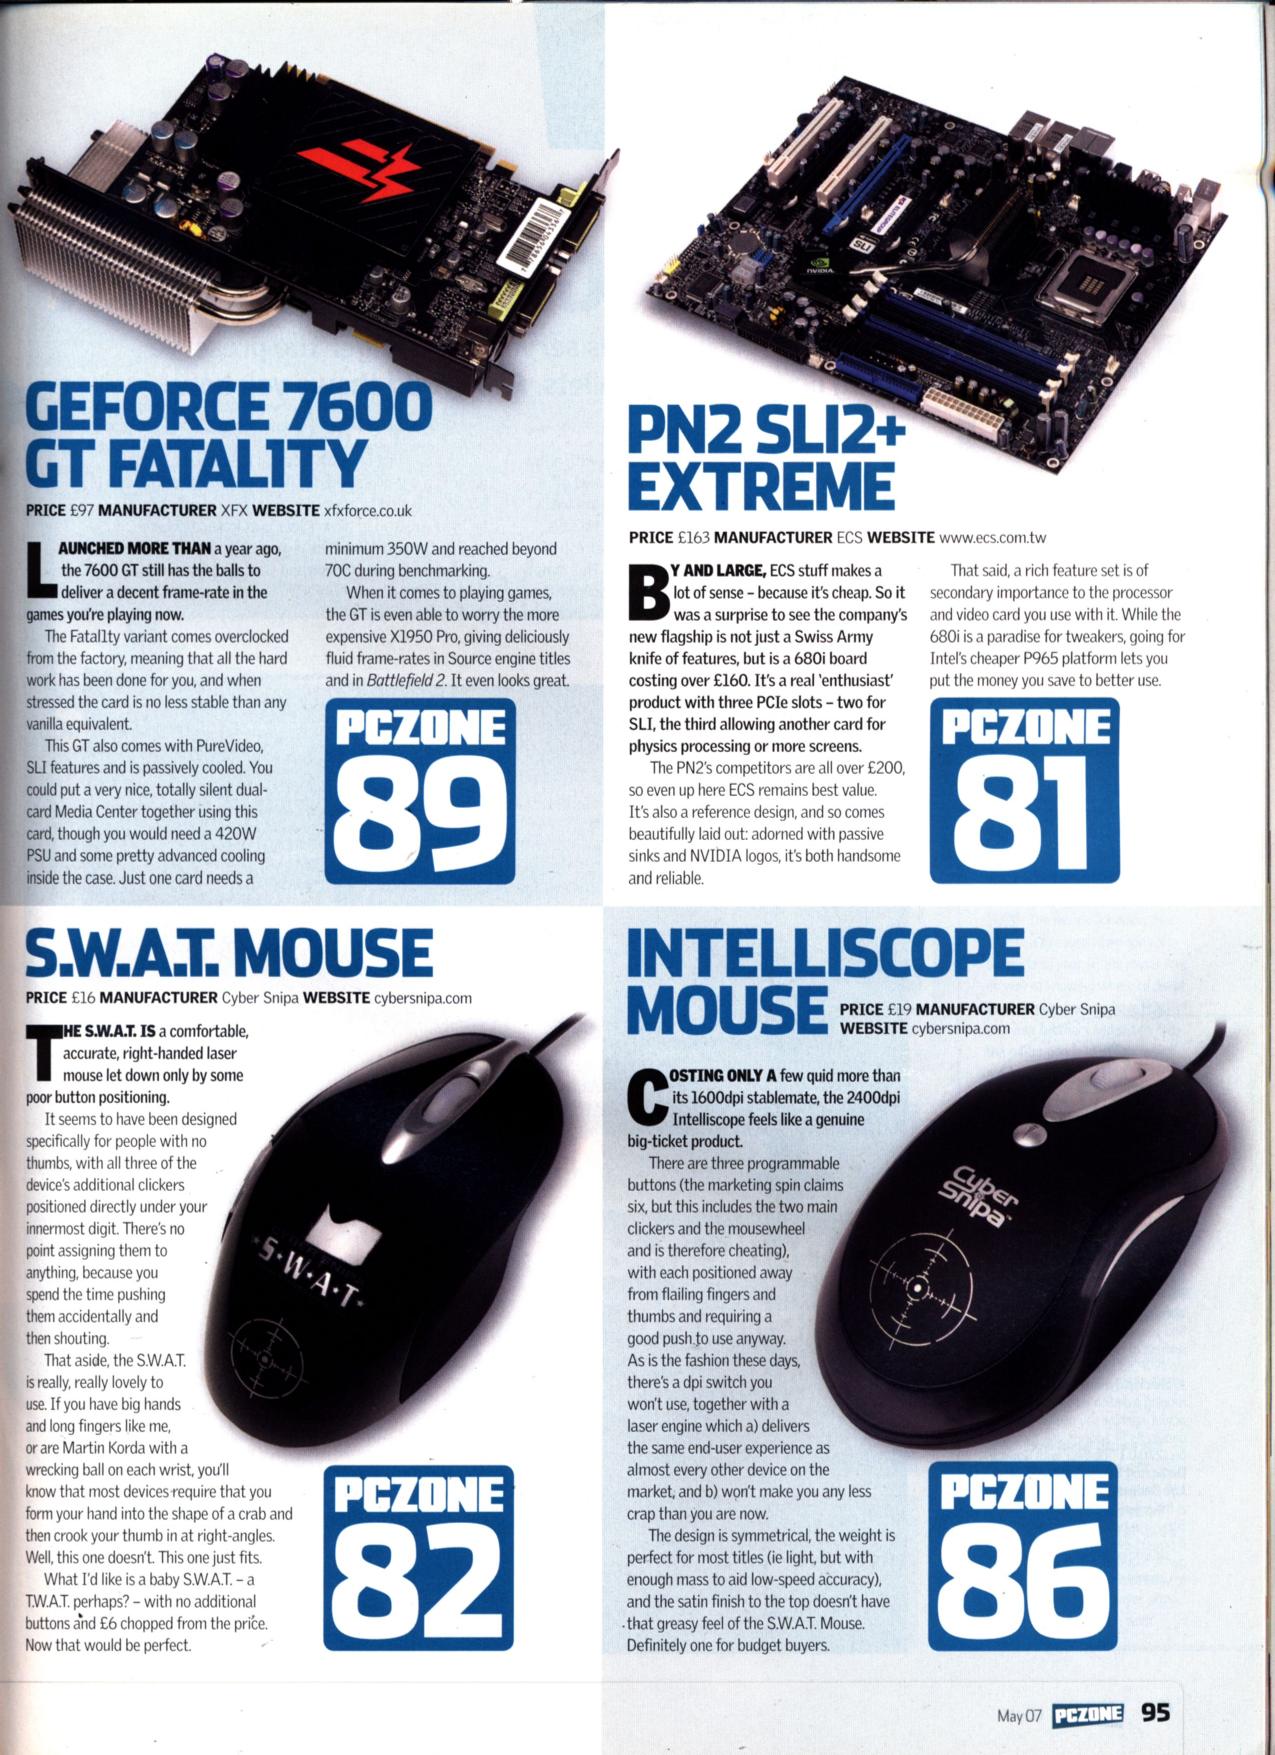 GEFORCE 7600
GT FATAL1TY
PRICE £97 MANUFACTURER XFX WEBSITE xfxforce.co.uk
LAUNCHED MORE THAN a year ago,
the 7600 GT still has the balls to
deliver a decent frame-rate in the
games you're playing now.
The Fatal1ty variant comes overclocked
from the factory, meaning that all the hard
work has been done for you, and when
stressed the card is no less stable than any
vanilla equivalent.
This GT also comes with PureVideo,
SLI features and is passively cooled. You
could put a very nice, totally silent dual-
card Media Center together using this
card, though you would need a 420W
PSU and some pretty advanced cooling
inside the case. Just one card needs a
minimum 350W and reached beyond
70C during benchmarking.
When it comes to playing games,
the GT is even able to worry the more
expensive X1950 Pro, giving deliciously
fluid frame-rates in Source engine titles
and in Battlefield 2. It even looks great.
PCZONE
89
NVIDIA
SLI
PN2 SLI2+
EXTREME
PRICE £163 MANUFACTURER ECS WEBSITE www.ecs.com.tw
BY AND LARGE, ECS stuff makes a
lot of sense – because it's cheap. So it
was a surprise to see the company's
new flagship is not just a Swiss Army
knife of features, but is a 680i board
costing over £160. It's a real 'enthusiast'
product with three PCIe slots – two for
SLI, the third allowing another card for
physics processing or more screens.
The PN2's competitors are all over £200,
so even up here ECS remains best value.
It's also a reference design, and so comes
beautifully laid out: adorned with passive
sinks and NVIDIA logos, it's both handsome
and reliable.
That said, a rich feature set is of
secondary importance to the processor
and video card you use with it. While the
680i is a paradise for tweakers, going for
Intel's cheaper P965 platform lets you
put the money you save to better use.
PCZONE
81
S.W.A.T. MOUSE
PRICE £16 MANUFACTURER Cyber Snipa WEBSITE cybersnipa.com
THE S.W.A.T. IS a comfortable,
accurate, right-handed laser
mouse let down only by some
poor button positioning.
It seems to have been designed
specifically for people with no
thumbs, with all three of the
device's additional clickers
positioned directly under your
innermost digit. There's no
point assigning them to
anything, because you
spend the time pushing
them accidentally and
then shouting.
That aside, the S.W.A.T.
is really, really lovely to
use. If you have big hands
and long fingers like me,
or are Martin Korda with a
wrecking ball on each wrist, you'll
know that most devices require that you
form your hand into the shape of a crab and
then crook your thumb in at right-angles.
Well, this one doesn't. This one just fits.
What I'd like is a baby S.W.A.T. – a
T.W.A.T. perhaps? – with no additional
buttons and £6 chopped from the price.
Now that would be perfect.
S•W•A•T
PCZONE
82
INTELLISCOPE
MOUSE
PRICE £19 MANUFACTURER Cyber Snipa
WEBSITE cybersnipa.com
COSTING ONLY A few quid more than
its 1600dpi stablemate, the 2400dpi
Intelliscope feels like a genuine
big-ticket product.
There are three programmable
buttons (the marketing spin claims
six, but this includes the two main
clickers and the mousewheel
and is therefore cheating),
with each positioned away
from flailing fingers and
thumbs and requiring a
good push to use anyway.
As is the fashion these days,
there's a dpi switch you
won't use, together with a
laser engine which a) delivers
the same end-user experience as
almost every other device on the
market, and b) won't make you any less
crap than you are now.
The design is symmetrical, the weight is
perfect for most titles (ie light, but with
enough mass to aid low-speed accuracy),
and the satin finish to the top doesn't have
that greasy feel of the S.W.A.T. Mouse.
Definitely one for budget buyers.
Cyber
Snipa
PCZONE
86
May 07 PCZONE 95